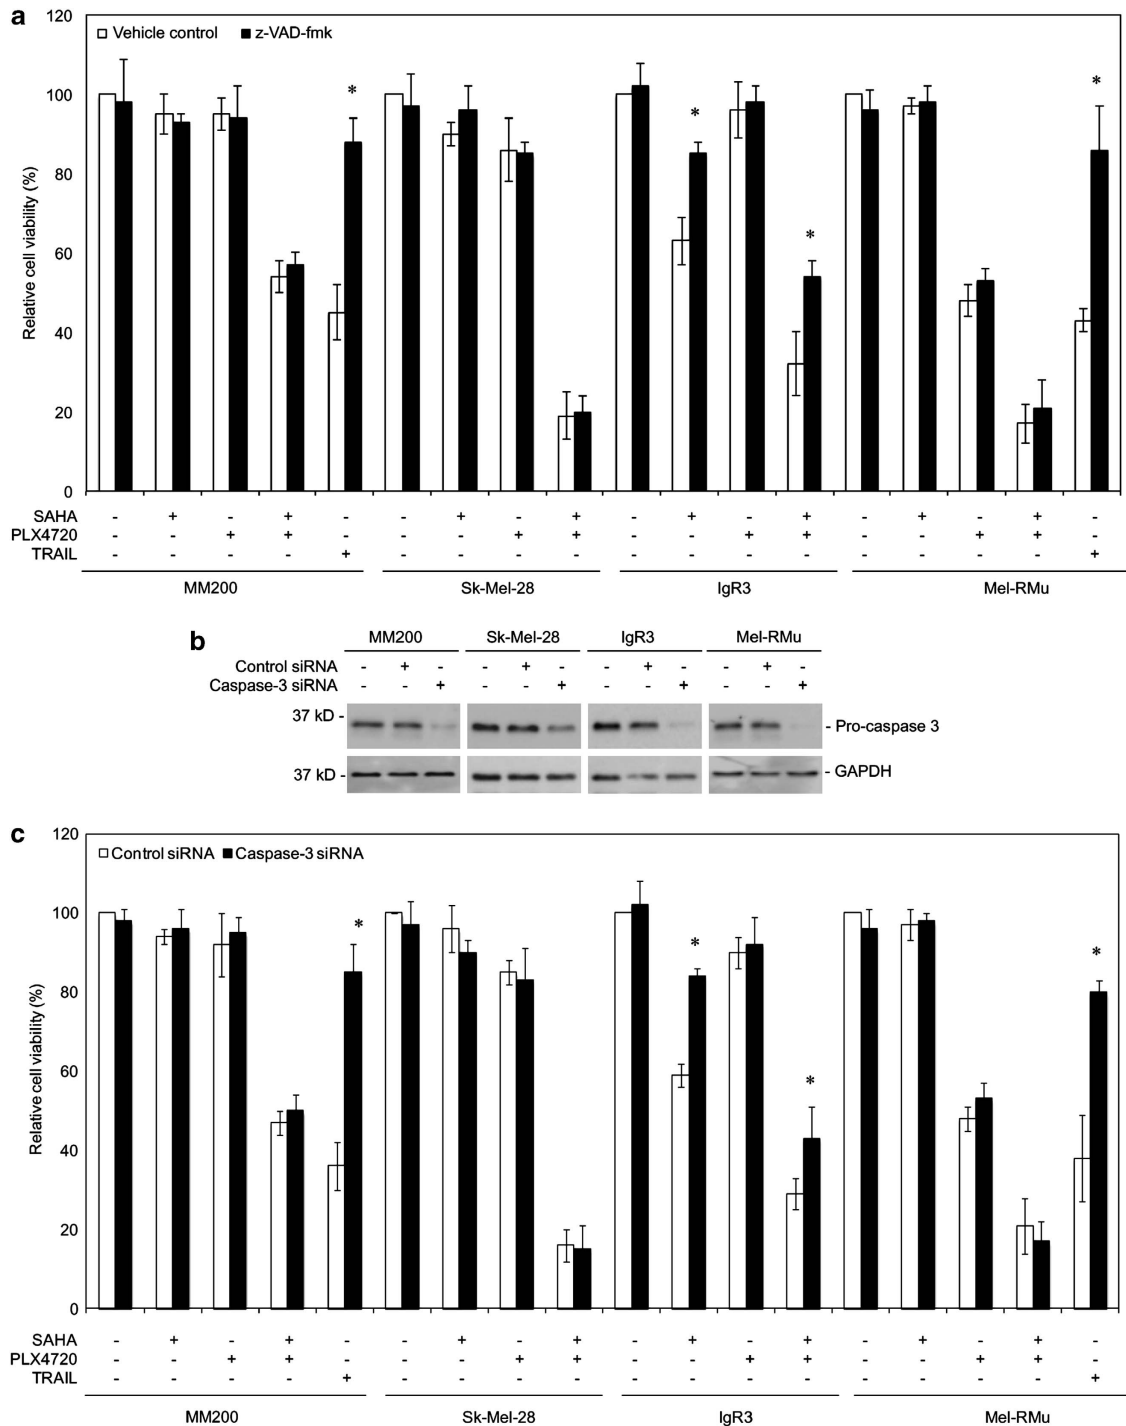 a
120
Vehicle control z-VAD-fmk
100
80
60
40
20
0
Relative cell viability (%)
* * * *
SAHA - + - + - - + - + - + - + - + - + -
PLX4720 - - + + - - - + + - - + + - - + + -
TRAIL - - - - + - - - - - - - - - - - - +
MM200 Sk-Mel-28 IgR3 Mel-RMu
b
MM200 Sk-Mel-28 IgR3 Mel-RMu
Control siRNA - + - - + - - + - - + -
Caspase-3 siRNA - - + - - + - - + - - +
37 kD - - Pro-caspase 3
37 kD - - GAPDH
c
120
Control siRNA Caspase-3 siRNA
100
80
60
40
20
0
Relative cell viability (%)
* * * *
SAHA - + - + - - + - + - + - + - + - + -
PLX4720 - - + + - - - + + - - + + - - + + -
TRAIL - - - - + - - - - - - - - - - - - +
MM200 Sk-Mel-28 IgR3 Mel-RMu